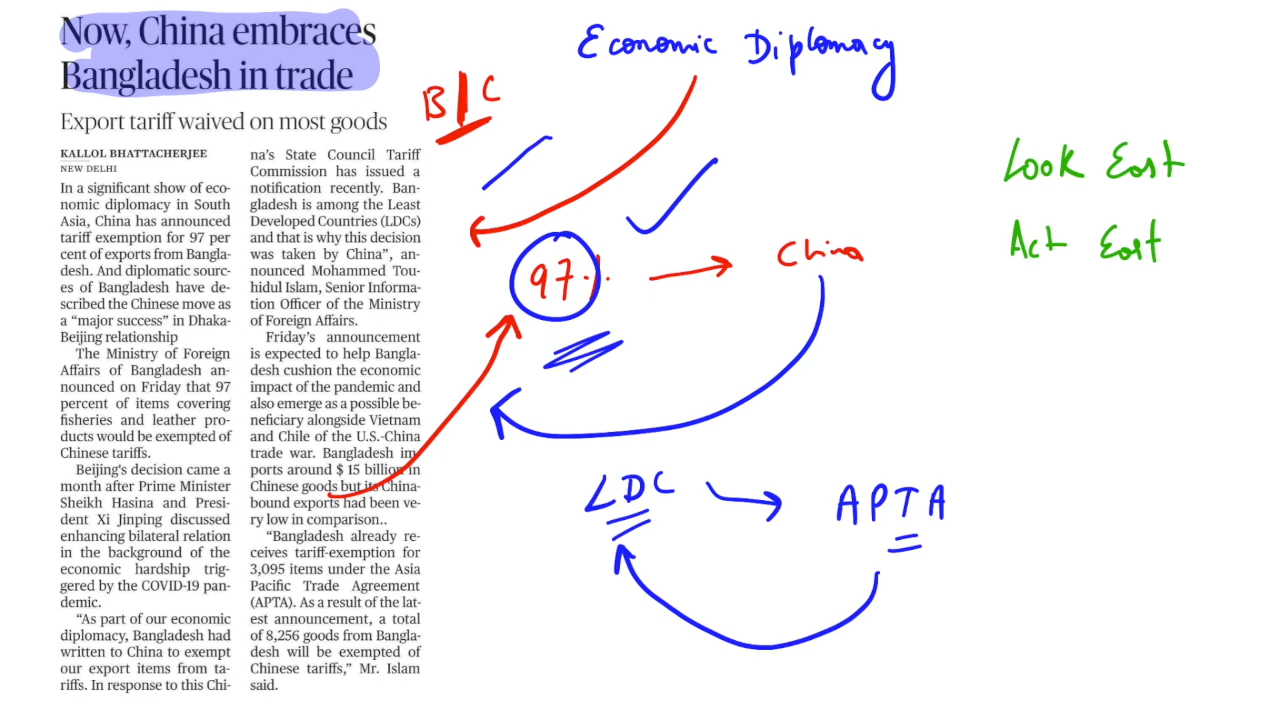 Now, China embraces
Bangladesh in trade
Export tariff waived on most goods
KALLOL BHATTACHERJEE
NEW DELHI
In a significant show of eco-
nomic diplomacy in South
Asia, China has announced
tariff exemption for 97 per
cent of exports from Bangla-
desh. And diplomatic sourc-
es of Bangladesh have de-
scribed the Chinese move as
a “major success” in Dhaka-
Beijing relationship
The Ministry of Foreign
Affairs of Bangladesh an-
nounced on Friday that 97
percent of items covering
fisheries and leather pro-
ducts would be exempted of
Chinese tariffs.
Beijing's decision came a
month after Prime Minister
Sheikh Hasina and Presi-
dent Xi Jinping discussed
enhancing bilateral relation
in the background of the
economic hardship trig-
gered by the COVID-19 pan-
demic.
“As part of our economic
diplomacy, Bangladesh had
written to China to exempt
our export items from ta-
riffs. In response to this Chi-
na’s State Council Tariff
Commission has issued a
notification recently. Ban-
gladesh is among the Least
Developed Countries (LDCs)
and that is why this decision
was taken by China”, an-
nounced Mohammed Tou-
hidul Islam, Senior Informa-
tion Officer of the Ministry
of Foreign Affairs.
Friday’s announcement
is expected to help Bangla-
desh cushion the economic
impact of the pandemic and
also emerge as a possible be-
neficiary alongside Vietnam
and Chile of the U.S.-China
trade war. Bangladesh im-
ports around $ 15 billion in
Chinese goods but its China-
bound exports had been ve-
ry low in comparison..
“Bangladesh already re-
ceives tariff-exemption for
3,095 items under the Asia
Pacific Trade Agreement
(APTA). As a result of the lat-
est announcement, a total
of 8,256 goods from Bangla-
desh will be exempted of
Chinese tariffs,” Mr. Islam
said.
Economic Diplomacy
B|C
97%
China
LDC
APTA
Look East
Act East